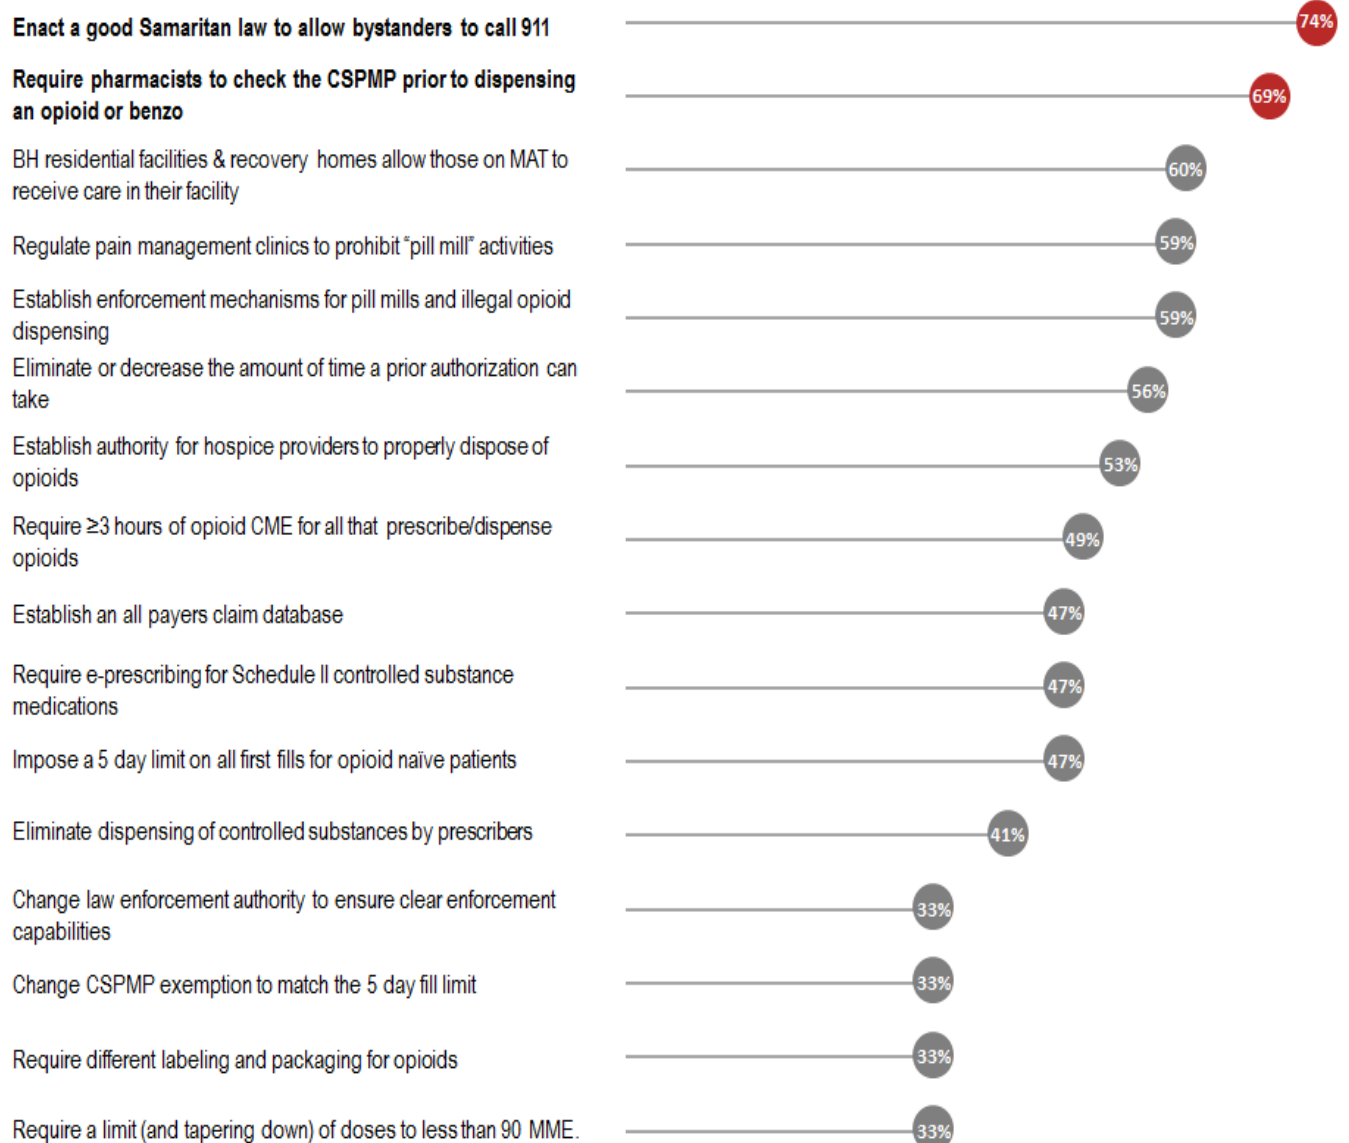 Enact a good Samaritan law to allow bystanders to call 911
74%
Require pharmacists to check the CSPMP prior to dispensing
an opioid or benzo
69%
BH residential facilities & recovery homes allow those on MAT to
receive care in their facility
60%
Regulate pain management clinics to prohibit “pill mill” activities
59%
Establish enforcement mechanisms for pill mills and illegal opioid
dispensing
59%
Eliminate or decrease the amount of time a prior authorization can
take
56%
Establish authority for hospice providers to properly dispose of
opioids
53%
Require ≥3 hours of opioid CME for all that prescribe/dispense
opioids
49%
Establish an all payers claim database
47%
Require e-prescribing for Schedule II controlled substance
medications
47%
Impose a 5 day limit on all first fills for opioid naïve patients
47%
Eliminate dispensing of controlled substances by prescribers
41%
Change law enforcement authority to ensure clear enforcement
capabilities
33%
Change CSPMP exemption to match the 5 day fill limit
33%
Require different labeling and packaging for opioids
33%
Require a limit (and tapering down) of doses to less than 90 MME.
33%